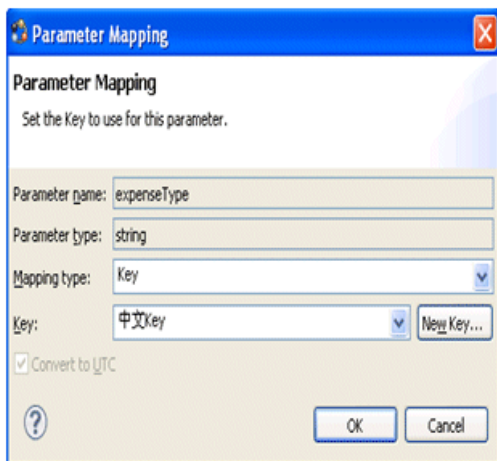 Parameter Mapping
Parameter Mapping
Set the Key to use for this parameter.
Parameter name: expenseType
Parameter type: string
Mapping type: Key
Key: 中文Key New Key...
Convert to UTC
? OK Cancel